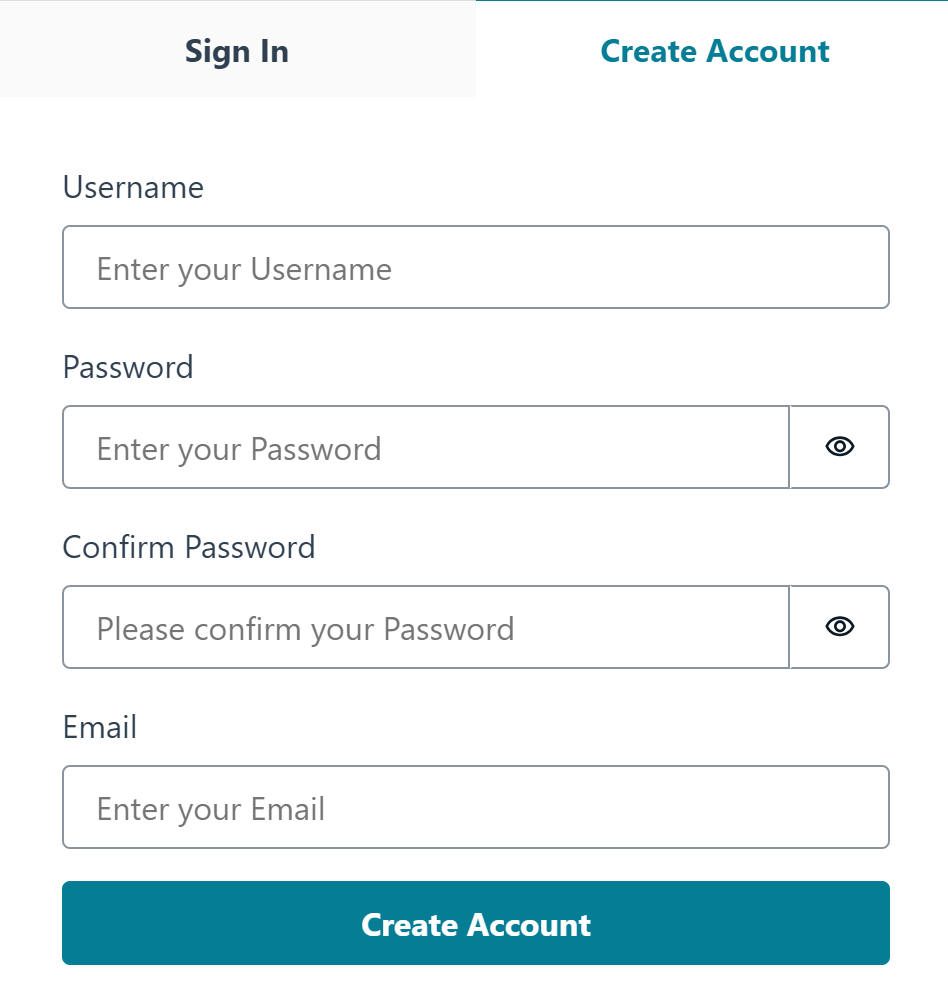 Sign In
Create Account
Username
Enter your Username
Password
Enter your Password
Confirm Password
Please confirm your Password
Email
Enter your Email
Create Account